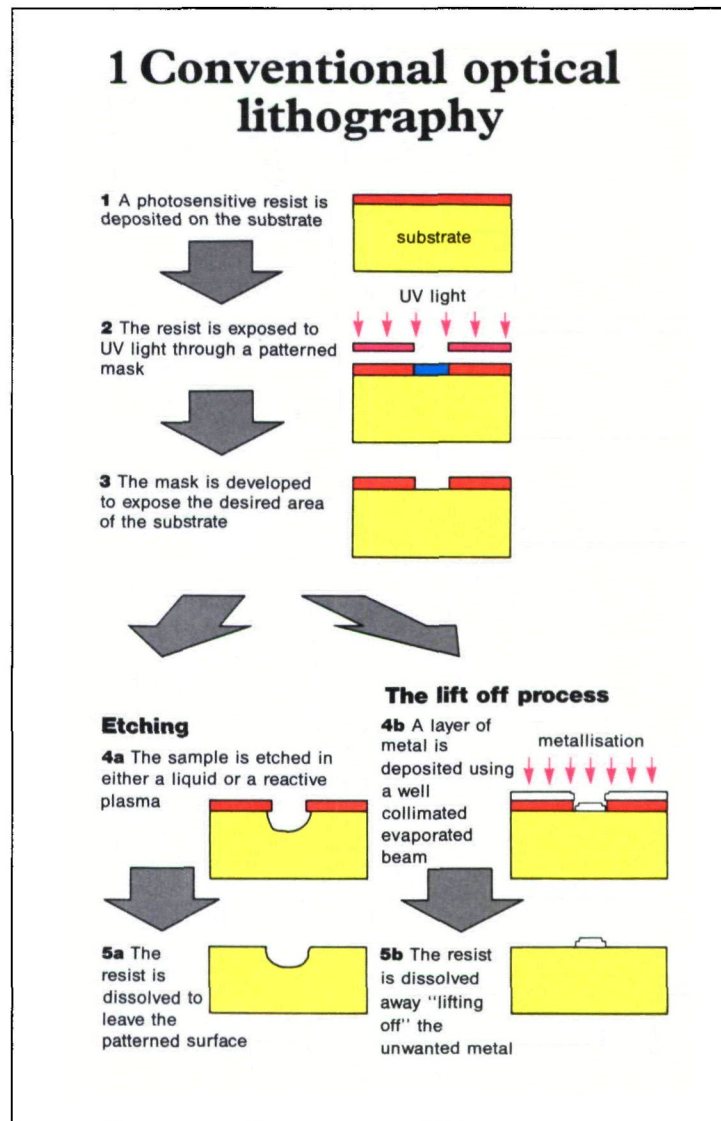 1 Conventional optical
lithography
1 A photosensitive resist is
deposited on the substrate
substrate
UV light
2 The resist is exposed to
UV light through a patterned
mask
3 The mask is developed
to expose the desired area
of the substrate
Etching
4a The sample is etched in
either a liquid or a reactive
plasma
5a The
resist is
dissolved to
leave the
patterned surface
The lift off process
4b A layer of
metal is
deposited using
a well
collimated
evaporated
beam
metallisation
5b The resist
is dissolved
away "lifting
off" the
unwanted metal